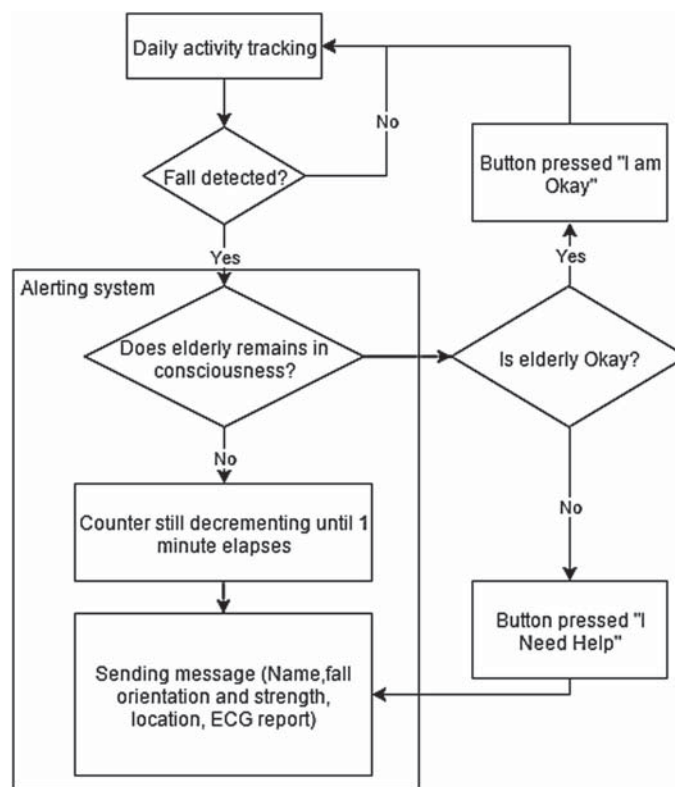 Daily activity tracking
No
Fall detected?
Button pressed "I am
Okay"
Yes
Yes
Alerting system
Does elderly remains in
consciousness?
Is elderly Okay?
No
Counter still decrementing until 1
minute elapses
No
Button pressed "I
Need Help"
Sending message (Name,fall
orientation and strength,
location, ECG report)